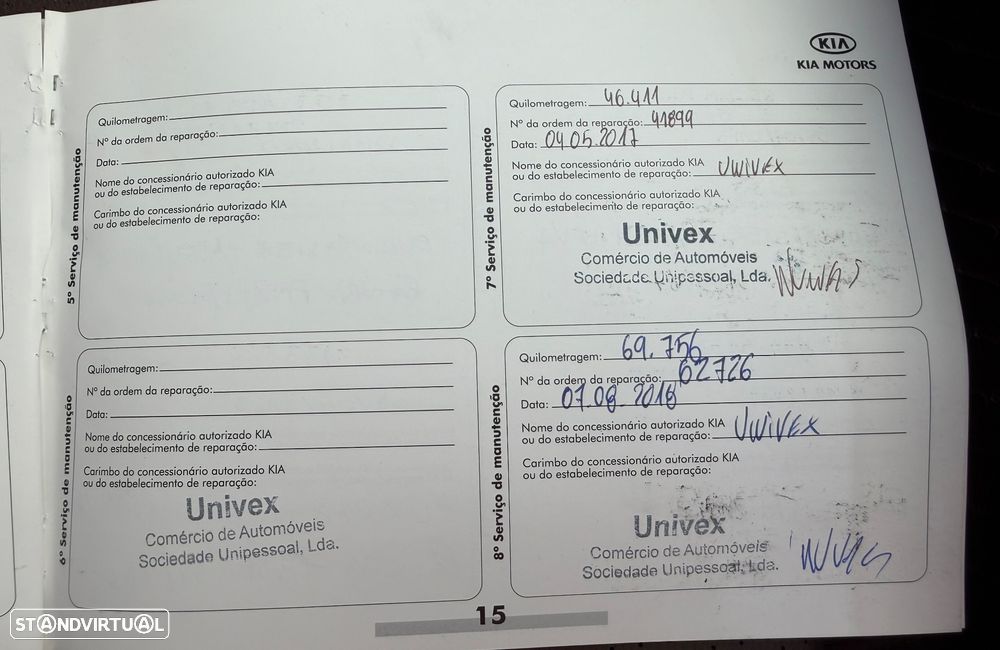 KIA
KIA MOTORS
5º Serviço de manutenção
Quilometragem:
Nº da ordem da reparação:
Data:
Nome do concessionário autorizado KIA
ou do estabelecimento de reparação:
Carimbo do concessionário autorizado KIA
ou do estabelecimento de reparação:
6º Serviço de manutenção
Quilometragem:
Nº da ordem da reparação:
Data:
Nome do concessionário autorizado KIA
ou do estabelecimento de reparação:
Carimbo do concessionário autorizado KIA
ou do estabelecimento de reparação:
Univex
Comércio de Automóveis
Sociedade Unipessoal, Lda.
7º Serviço de manutenção
Quilometragem: 46.411
Nº da ordem da reparação: 41899
Data: 04.05.2017
Nome do concessionário autorizado KIA
ou do estabelecimento de reparação: UNIVEX
Carimbo do concessionário autorizado KIA
ou do estabelecimento de reparação:
Univex
Comércio de Automóveis
Sociedade Unipessoal, Lda.
8º Serviço de manutenção
Quilometragem: 69.756
Nº da ordem da reparação: 62726
Data: 07.08.2018
Nome do concessionário autorizado KIA
ou do estabelecimento de reparação: UNIVEX
Carimbo do concessionário autorizado KIA
ou do estabelecimento de reparação:
Univex
Comércio de Automóveis
Sociedade Unipessoal, Lda.
15
STANDVIRTUAL